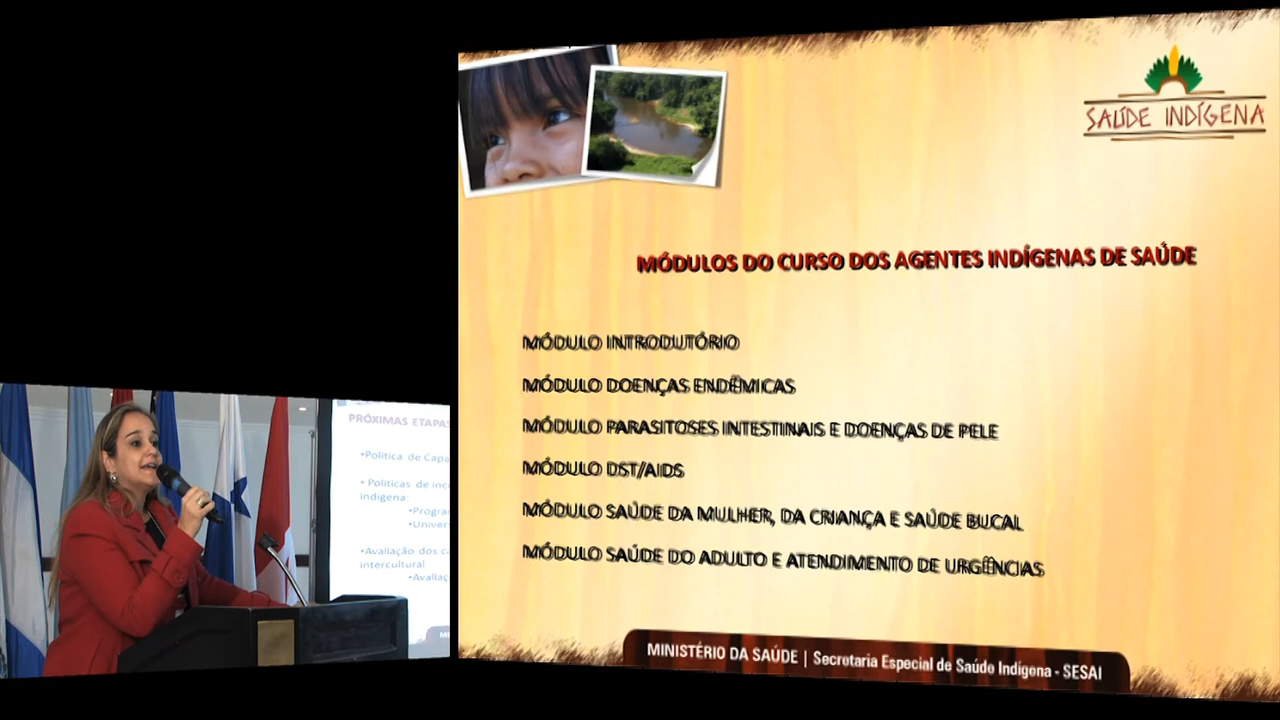 SAÚDE INDÍGENA
MÓDULOS DO CURSO DOS AGENTES INDÍGENAS DE SAÚDE
MÓDULO INTRODUTÓRIO
MÓDULO DOENÇAS ENDÊMICAS
MÓDULO PARASITOSES INTESTINAIS E DOENÇAS DE PELE
MÓDULO DST/AIDS
MÓDULO SAÚDE DA MULHER, DA CRIANÇA E SAÚDE BUCAL
MÓDULO SAÚDE DO ADULTO E ATENDIMENTO DE URGÊNCIAS
MINISTÉRIO DA SAÚDE | Secretaria Especial de Saúde Indígena - SESAI
PRÓXIMAS ETAPAS
•Política de Capa
• Políticas de inc
indígena:
•Progra
•Univer
•Avaliação dos c
intercultural
•Avaliaç